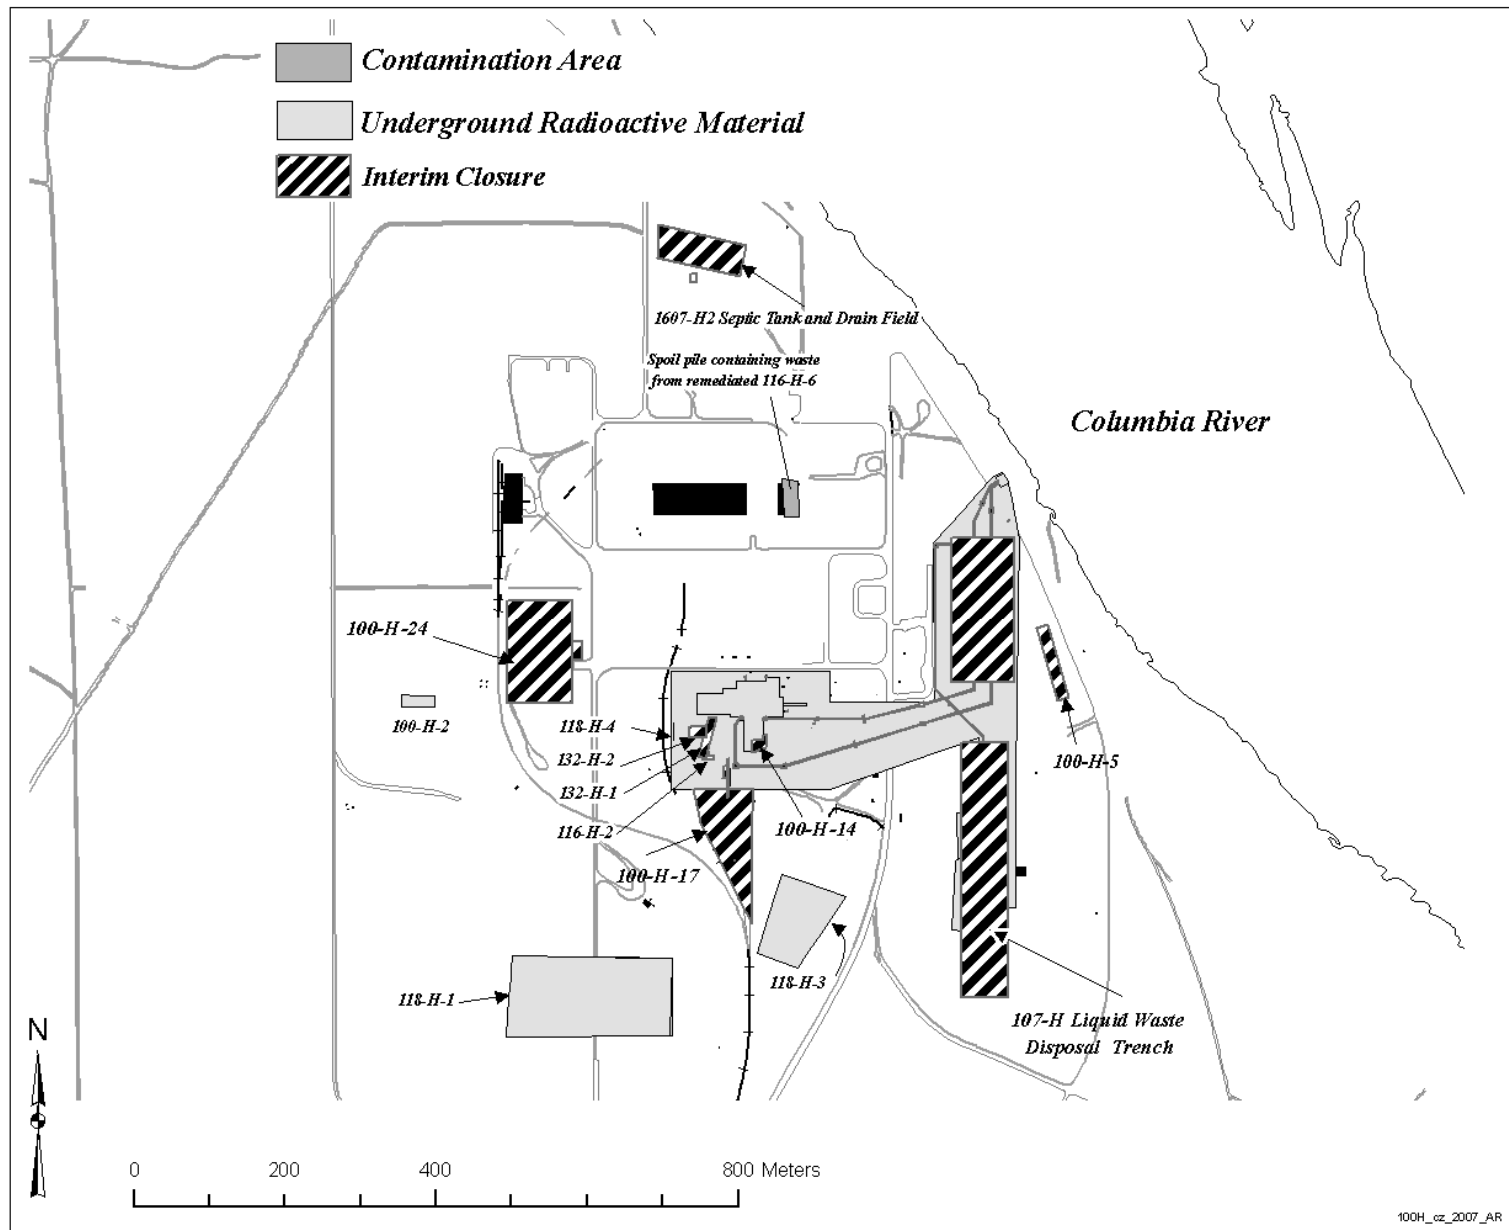 Contamination Area
Underground Radioactive Material
Interim Closure
1607-H2 Septic Tank and Drain Field
Spoil pile containing waste
from remediated 116-H-6
Columbia River
100-H-24
100-H-2
118-H-4
132-H-2
132-H-1
116-H-2
100-H-17
100-H-14
100-H-5
118-H-1
118-H-3
107-H Liquid Waste
Disposal Trench
N
0 200 400 800 Meters
100H_cz_2007_AR